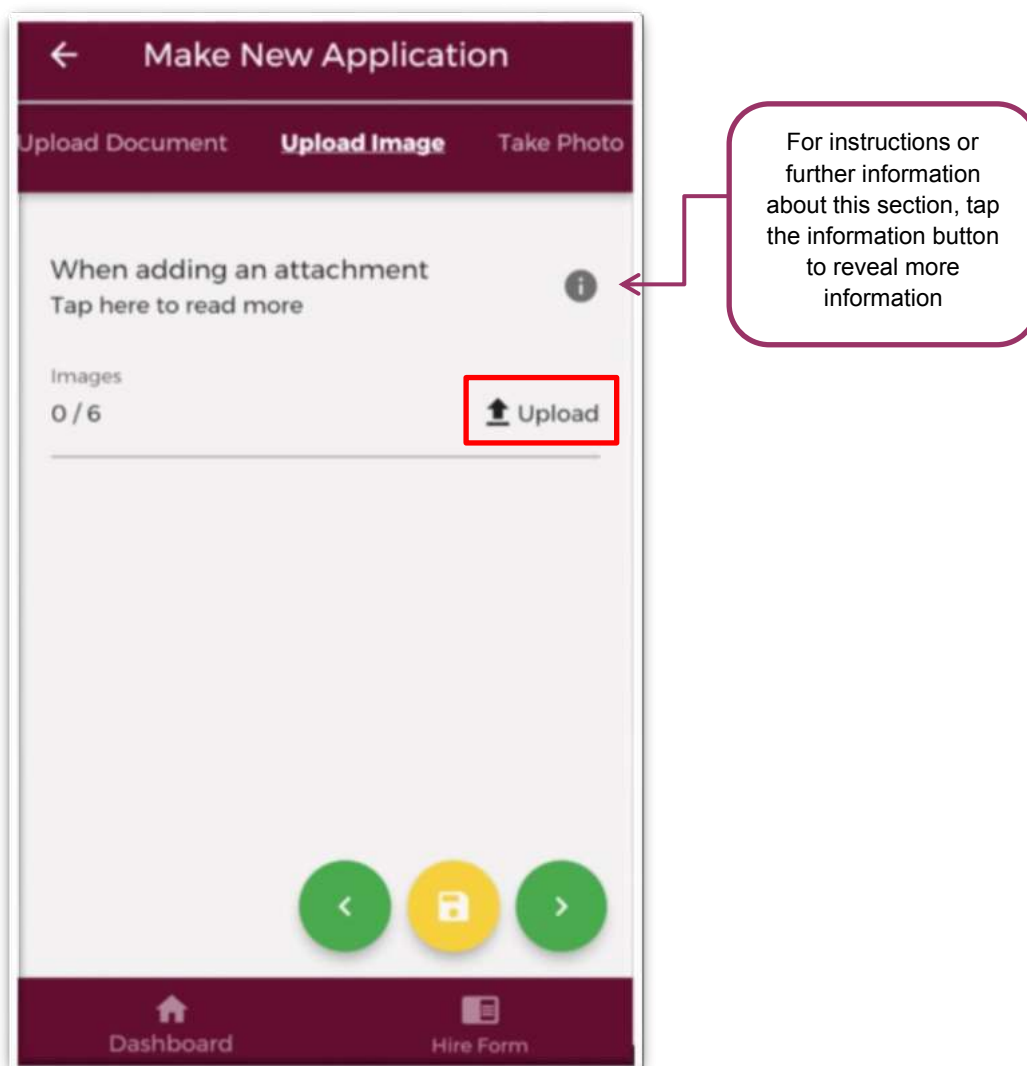 Make New Application
Upload Document Upload Image Take Photo
When adding an attachment
Tap here to read more
Images
0 / 6
Upload
Dashboard
Hire Form
For instructions or
further information
about this section, tap
the information button
to reveal more
information